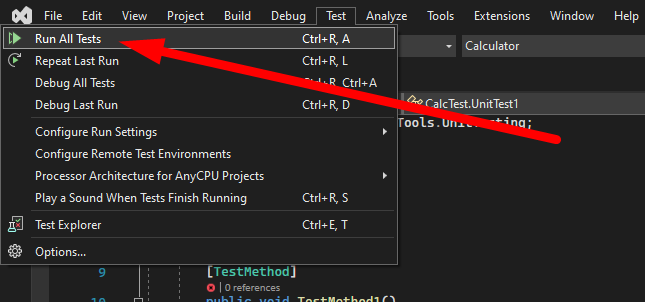 File Edit View Project Build Debug Test Analyze Tools Extensions
Run All Tests Ctrl+R, A
Calculator
Repeat Last Run Ctrl+R, L
Debug All Tests Ctrl+R, Ctrl+A
Debug Last Run Ctrl+R, D
CalcTest.UnitTest1
Tools.UnitTesting;
Configure Run Settings
Configure Remote Test Environments
Processor Architecture for AnyCPU Projects
Play a Sound When Tests Finish Running Ctrl+R, S
Test Explorer Ctrl+E, T
Options...
9 [TestMethod]
0 references
10 public void TestMethod1()